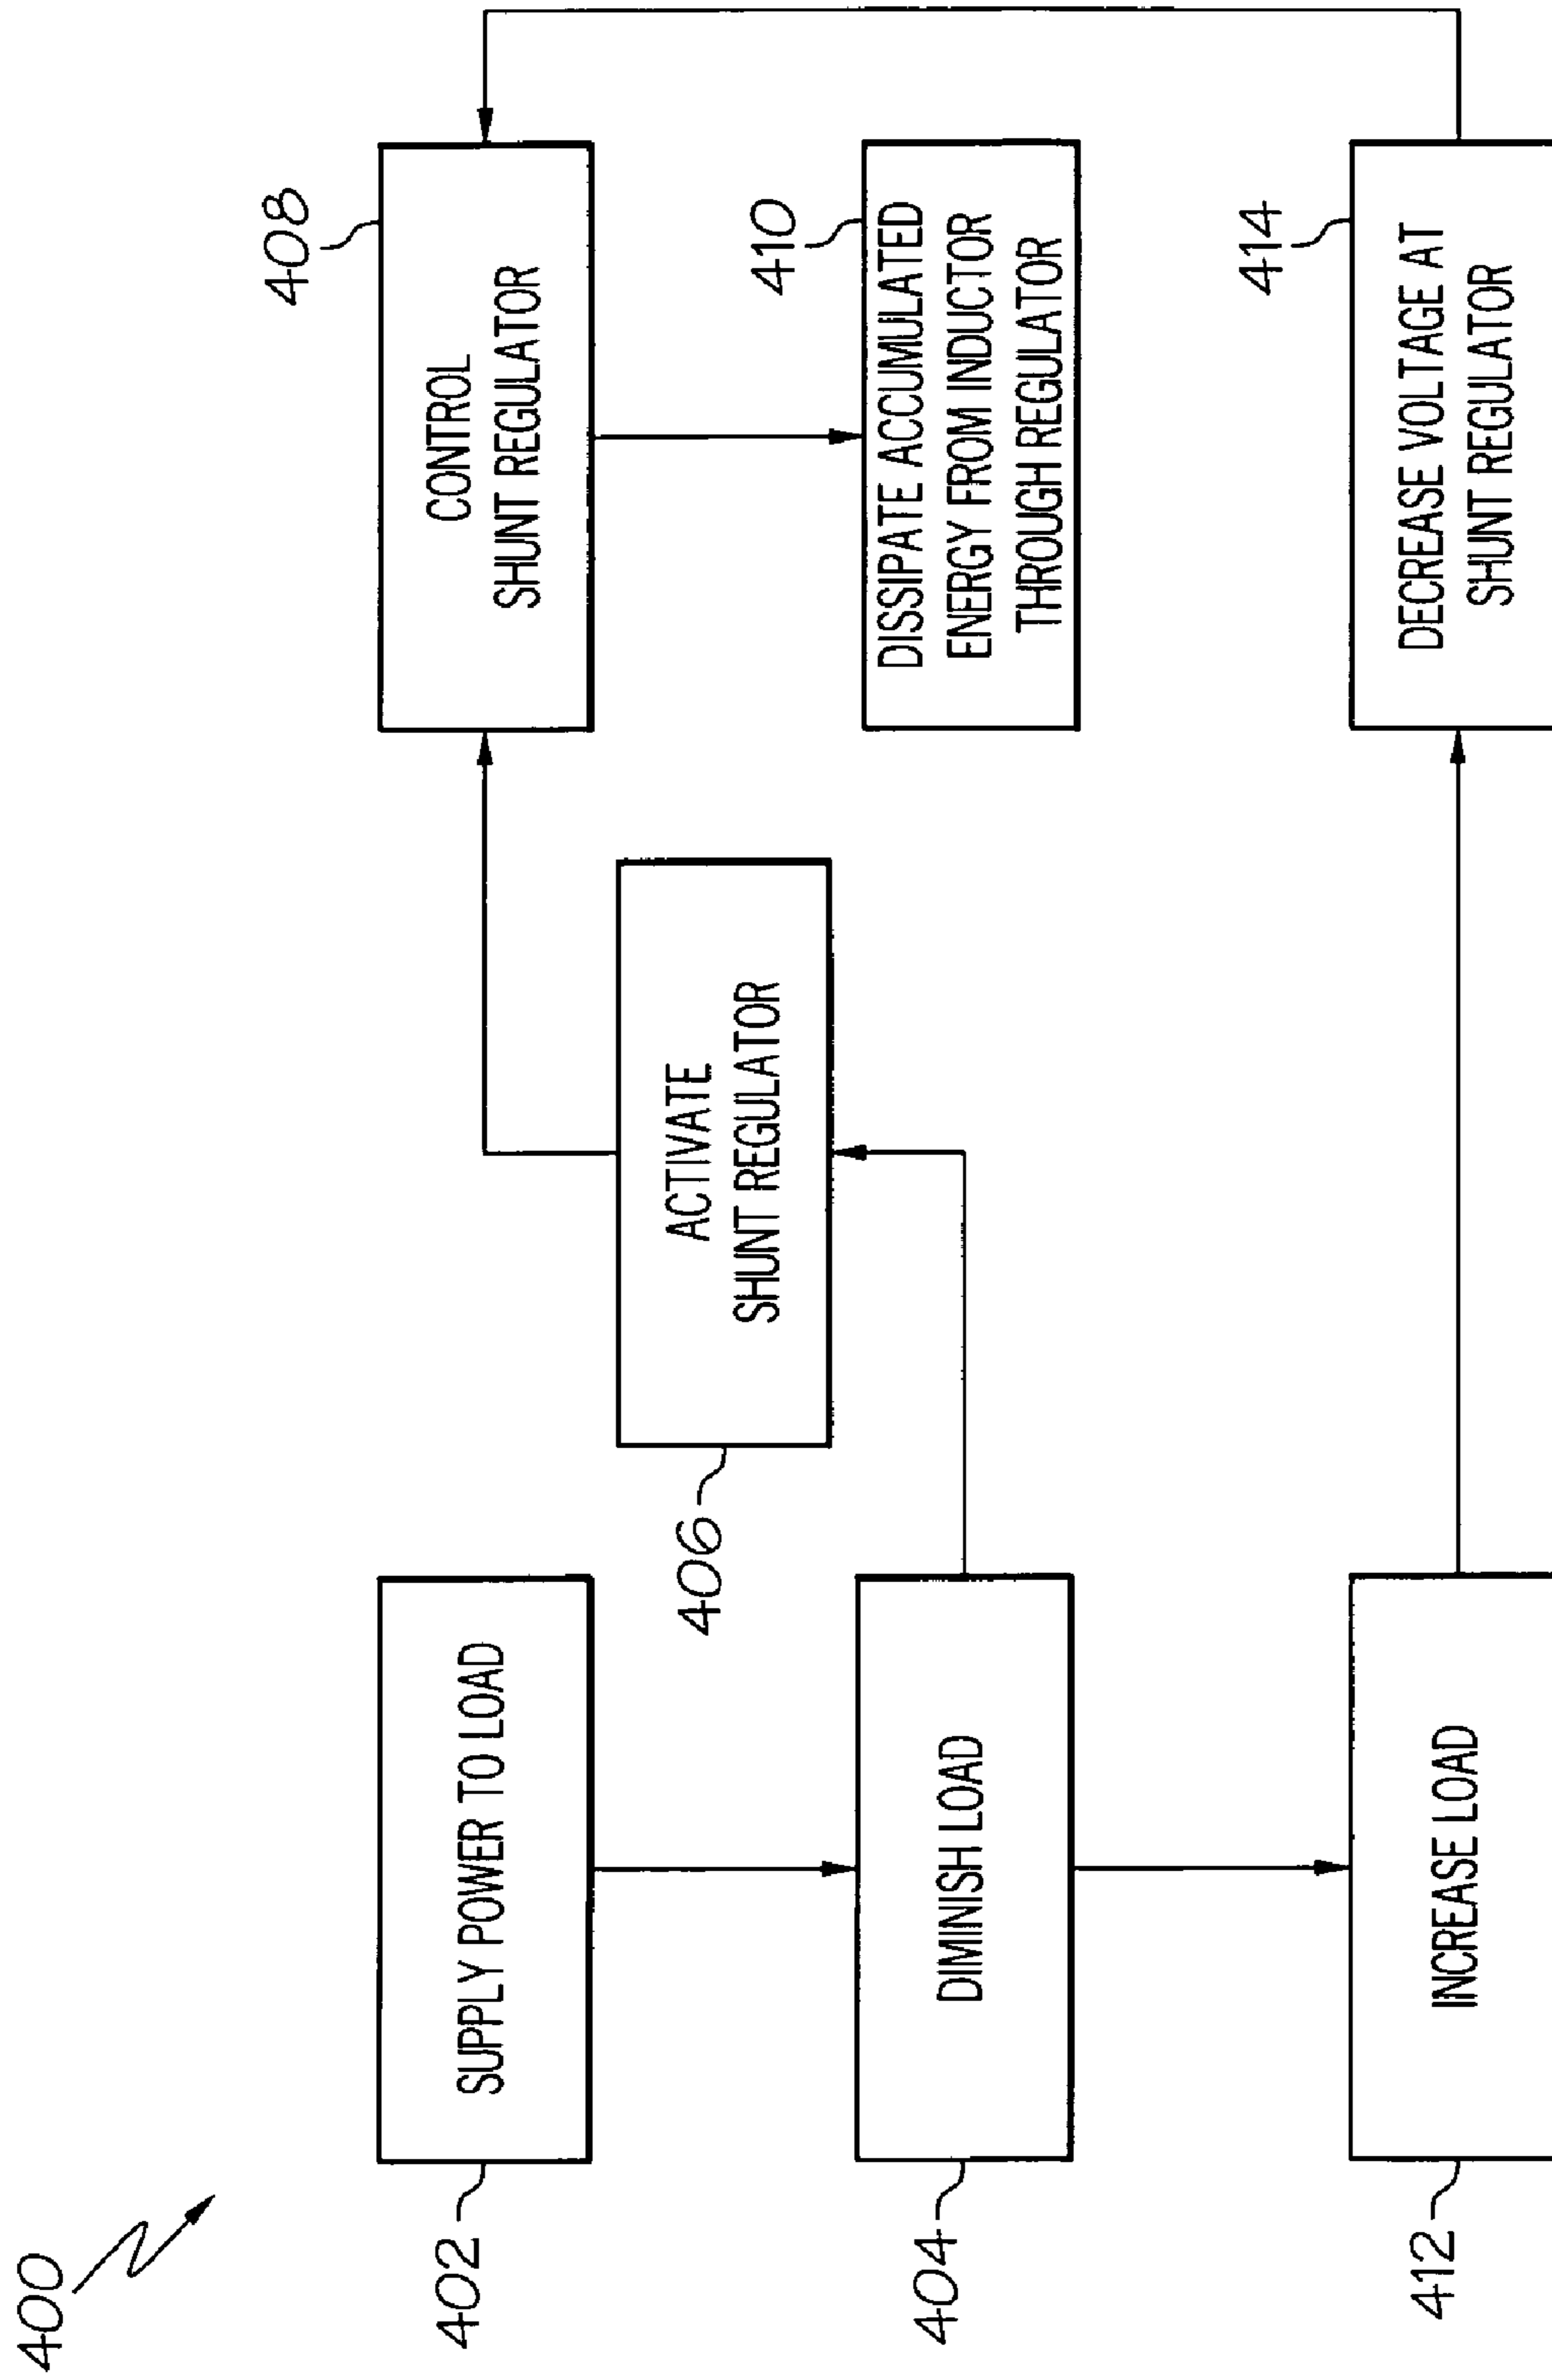 400
402
SUPPLY POWER TO LOAD
404
DIMINISH LOAD
406
ACTIVATE
SHUNT REGULATOR
408
CONTROL
SHUNT REGULATOR
410
DISSIPATE ACCUMULATED
ENERGY FROM INDUCTOR
THROUGH REGULATOR
412
INCREASE LOAD
414
DECREASE VOLTAGE AT
SHUNT REGULATOR